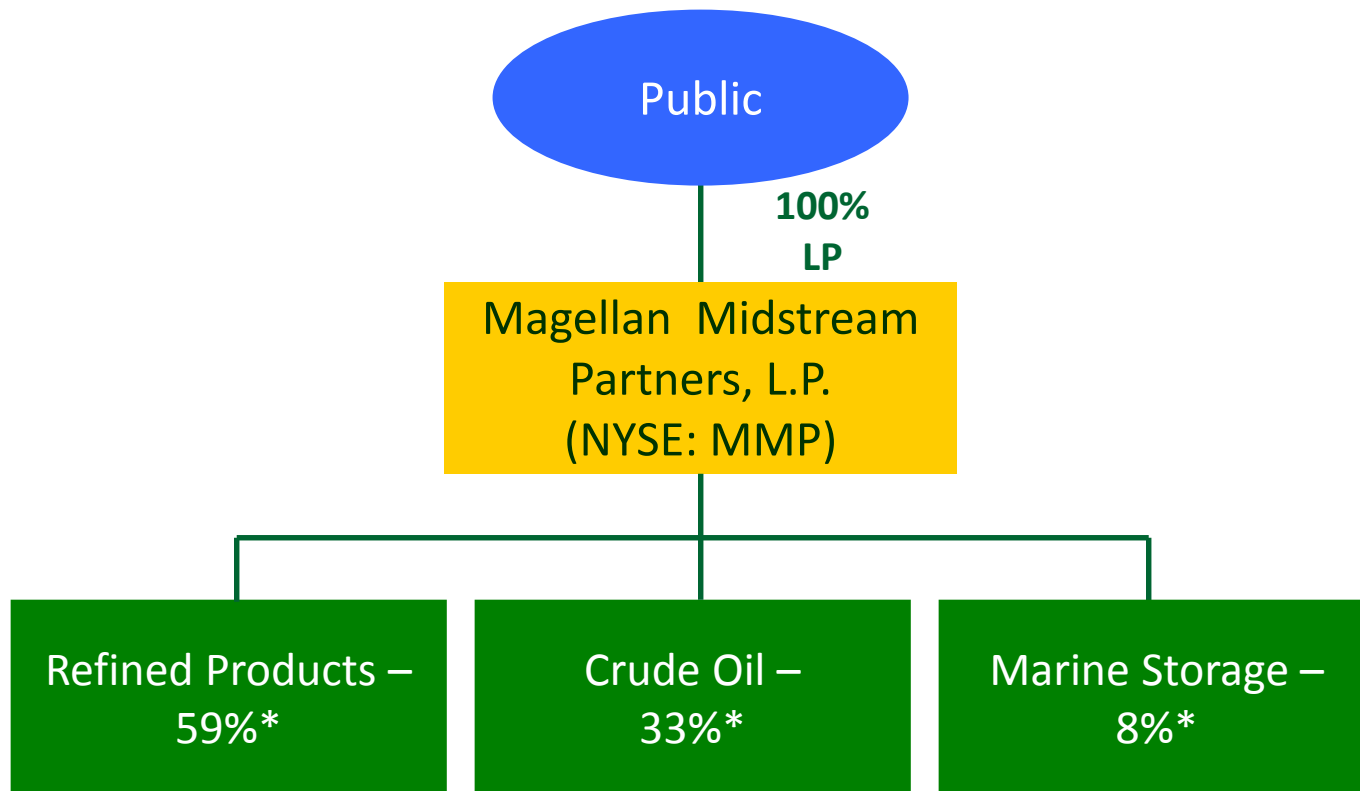 Public
100%
LP
Magellan Midstream
Partners, L.P.
(NYSE: MMP)
Refined Products –
59%*
Crude Oil –
33%*
Marine Storage –
8%*